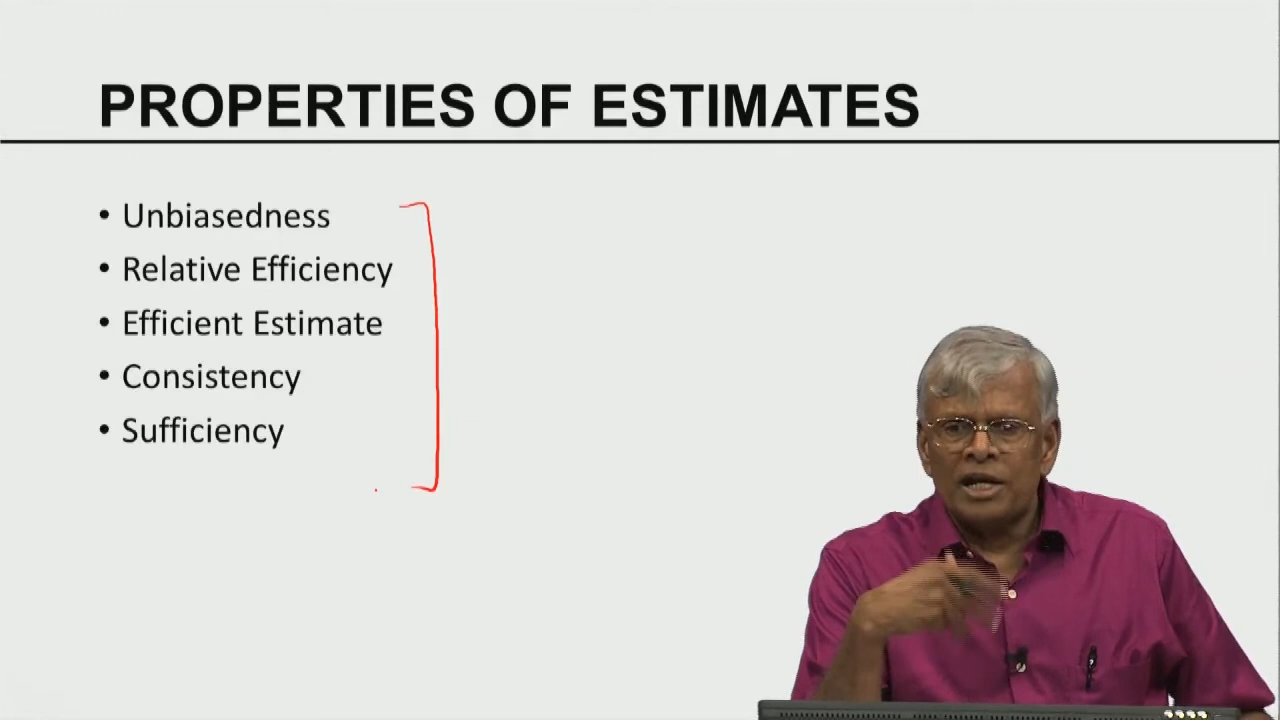 PROPERTIES OF ESTIMATES
• Unbiasedness
• Relative Efficiency
• Efficient Estimate
• Consistency
• Sufficiency